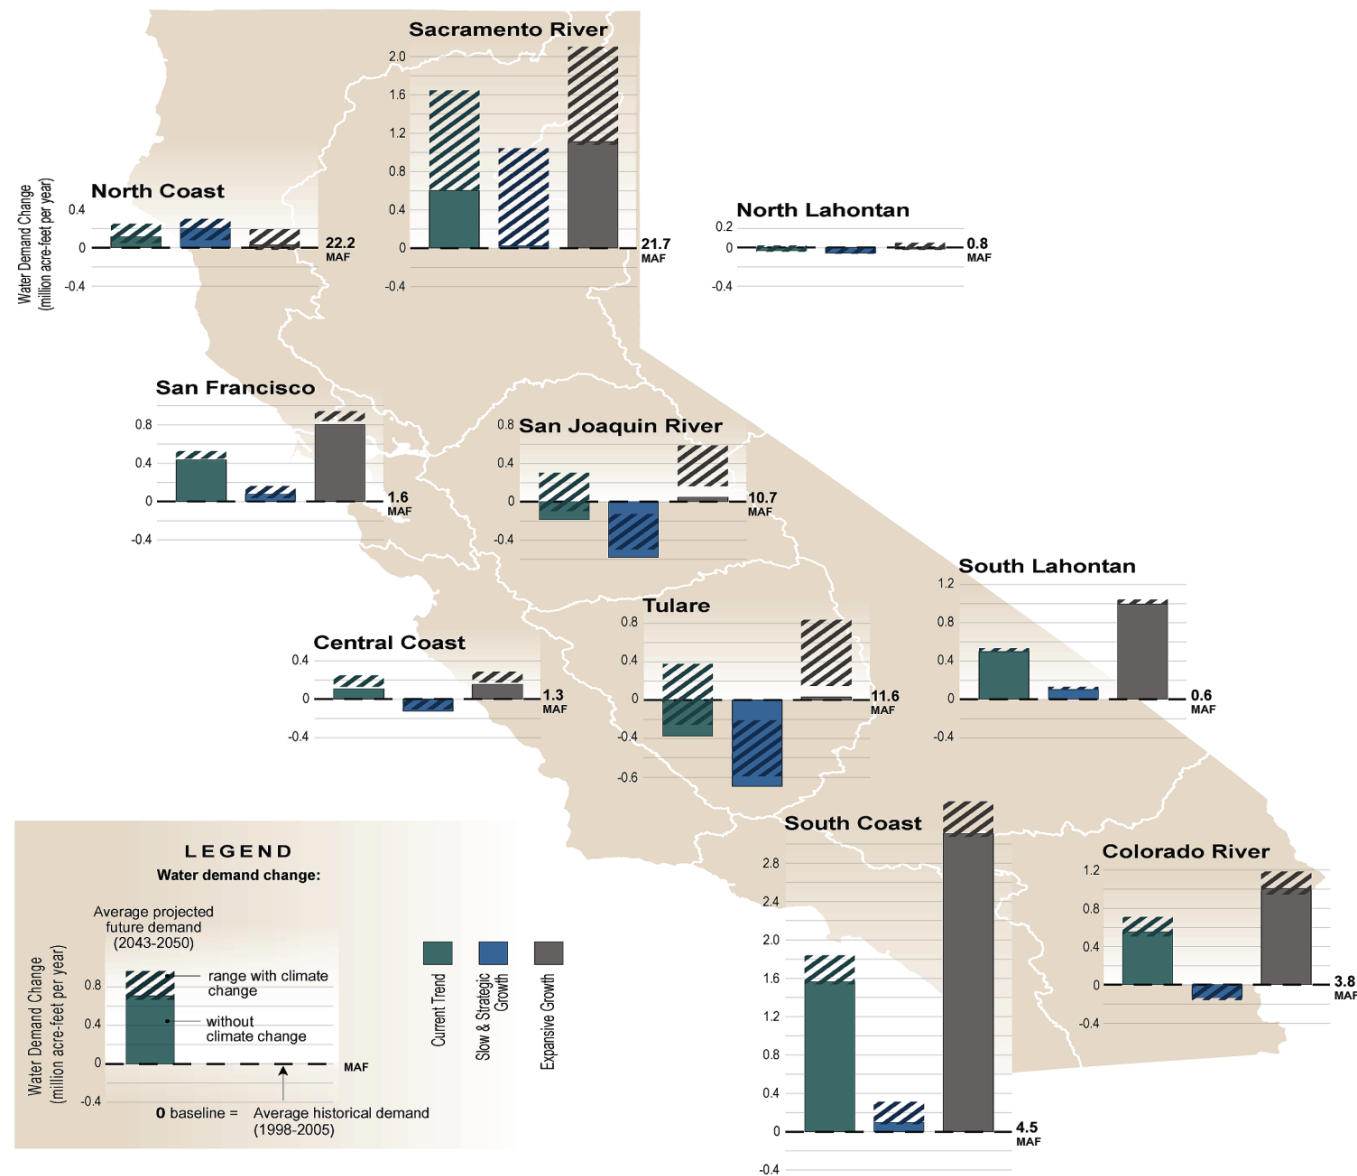 Sacramento River
2.0
1.6
1.2
0.8
0.4
0
-0.4
21.7
MAF
North Coast
Water Demand Change
(million acre-feet per year)
0.4
0
-0.4
22.2
MAF
North Lahontan
0.2
0
-0.4
0.8
MAF
San Francisco
0.8
0.4
0
-0.4
1.6
MAF
San Joaquin River
0.8
0.4
0
-0.4
10.7
MAF
South Lahontan
1.2
0.8
0.4
0
-0.4
0.6
MAF
Tulare
0.8
0.4
0
-0.4
-0.6
11.6
MAF
Central Coast
0.4
0
-0.4
1.3
MAF
South Coast
2.8
2.4
2.0
1.6
1.2
0.8
0.4
0
-0.4
4.5
MAF
Colorado River
1.2
0.8
0.4
0
-0.4
3.8
MAF
LEGEND
Water demand change:
Average projected
future demand
(2043-2050)
Water Demand Change
(million acre-feet per year)
0.8
0.4
0
-0.4
range with climate
change
without
climate change
MAF
0 baseline = Average historical demand
(1998-2005)
Current Trend
Slow & Strategic
Growth
Expansive Growth